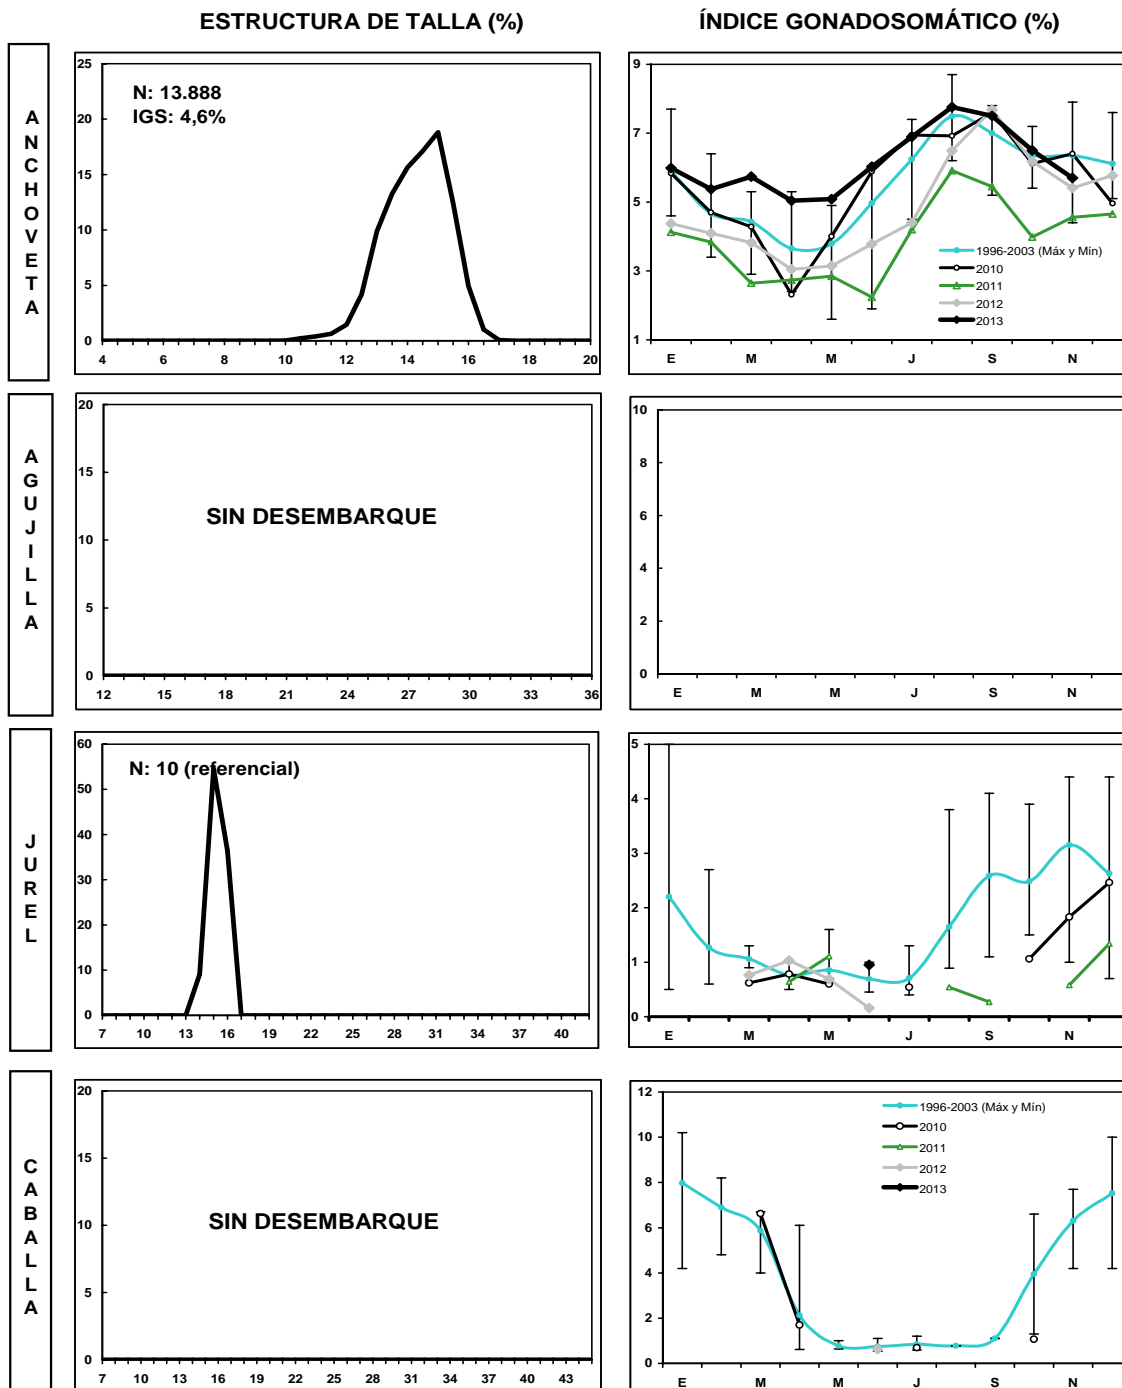 ESTRUCTURA DE TALLA (%)
ÍNDICE GONADOSOMÁTICO (%)
ANCHOVETA
25
20
15
10
5
0
N: 13.888
IGS: 4,6%
4 6 8 10 12 14 16 18 20
9
7
5
3
1
1996-2003 (Máx y Mín)
2010
2011
2012
2013
E M M J S N
AGUJILLA
20
15
10
5
0
SIN DESEMBARQUE
12 15 18 21 24 27 30 33 36
10
8
6
4
2
0
E M M J S N
JUREL
60
50
40
30
20
10
0
N: 10 (referencial)
7 10 13 16 19 22 25 28 31 34 37 40
5
4
3
2
1
0
E M M J S N
CABALLA
20
15
10
5
0
SIN DESEMBARQUE
7 10 13 16 19 22 25 28 31 34 37 40 43
12
10
8
6
4
2
0
1996-2003 (Máx y Mín)
2010
2011
2012
2013
E M M J S N